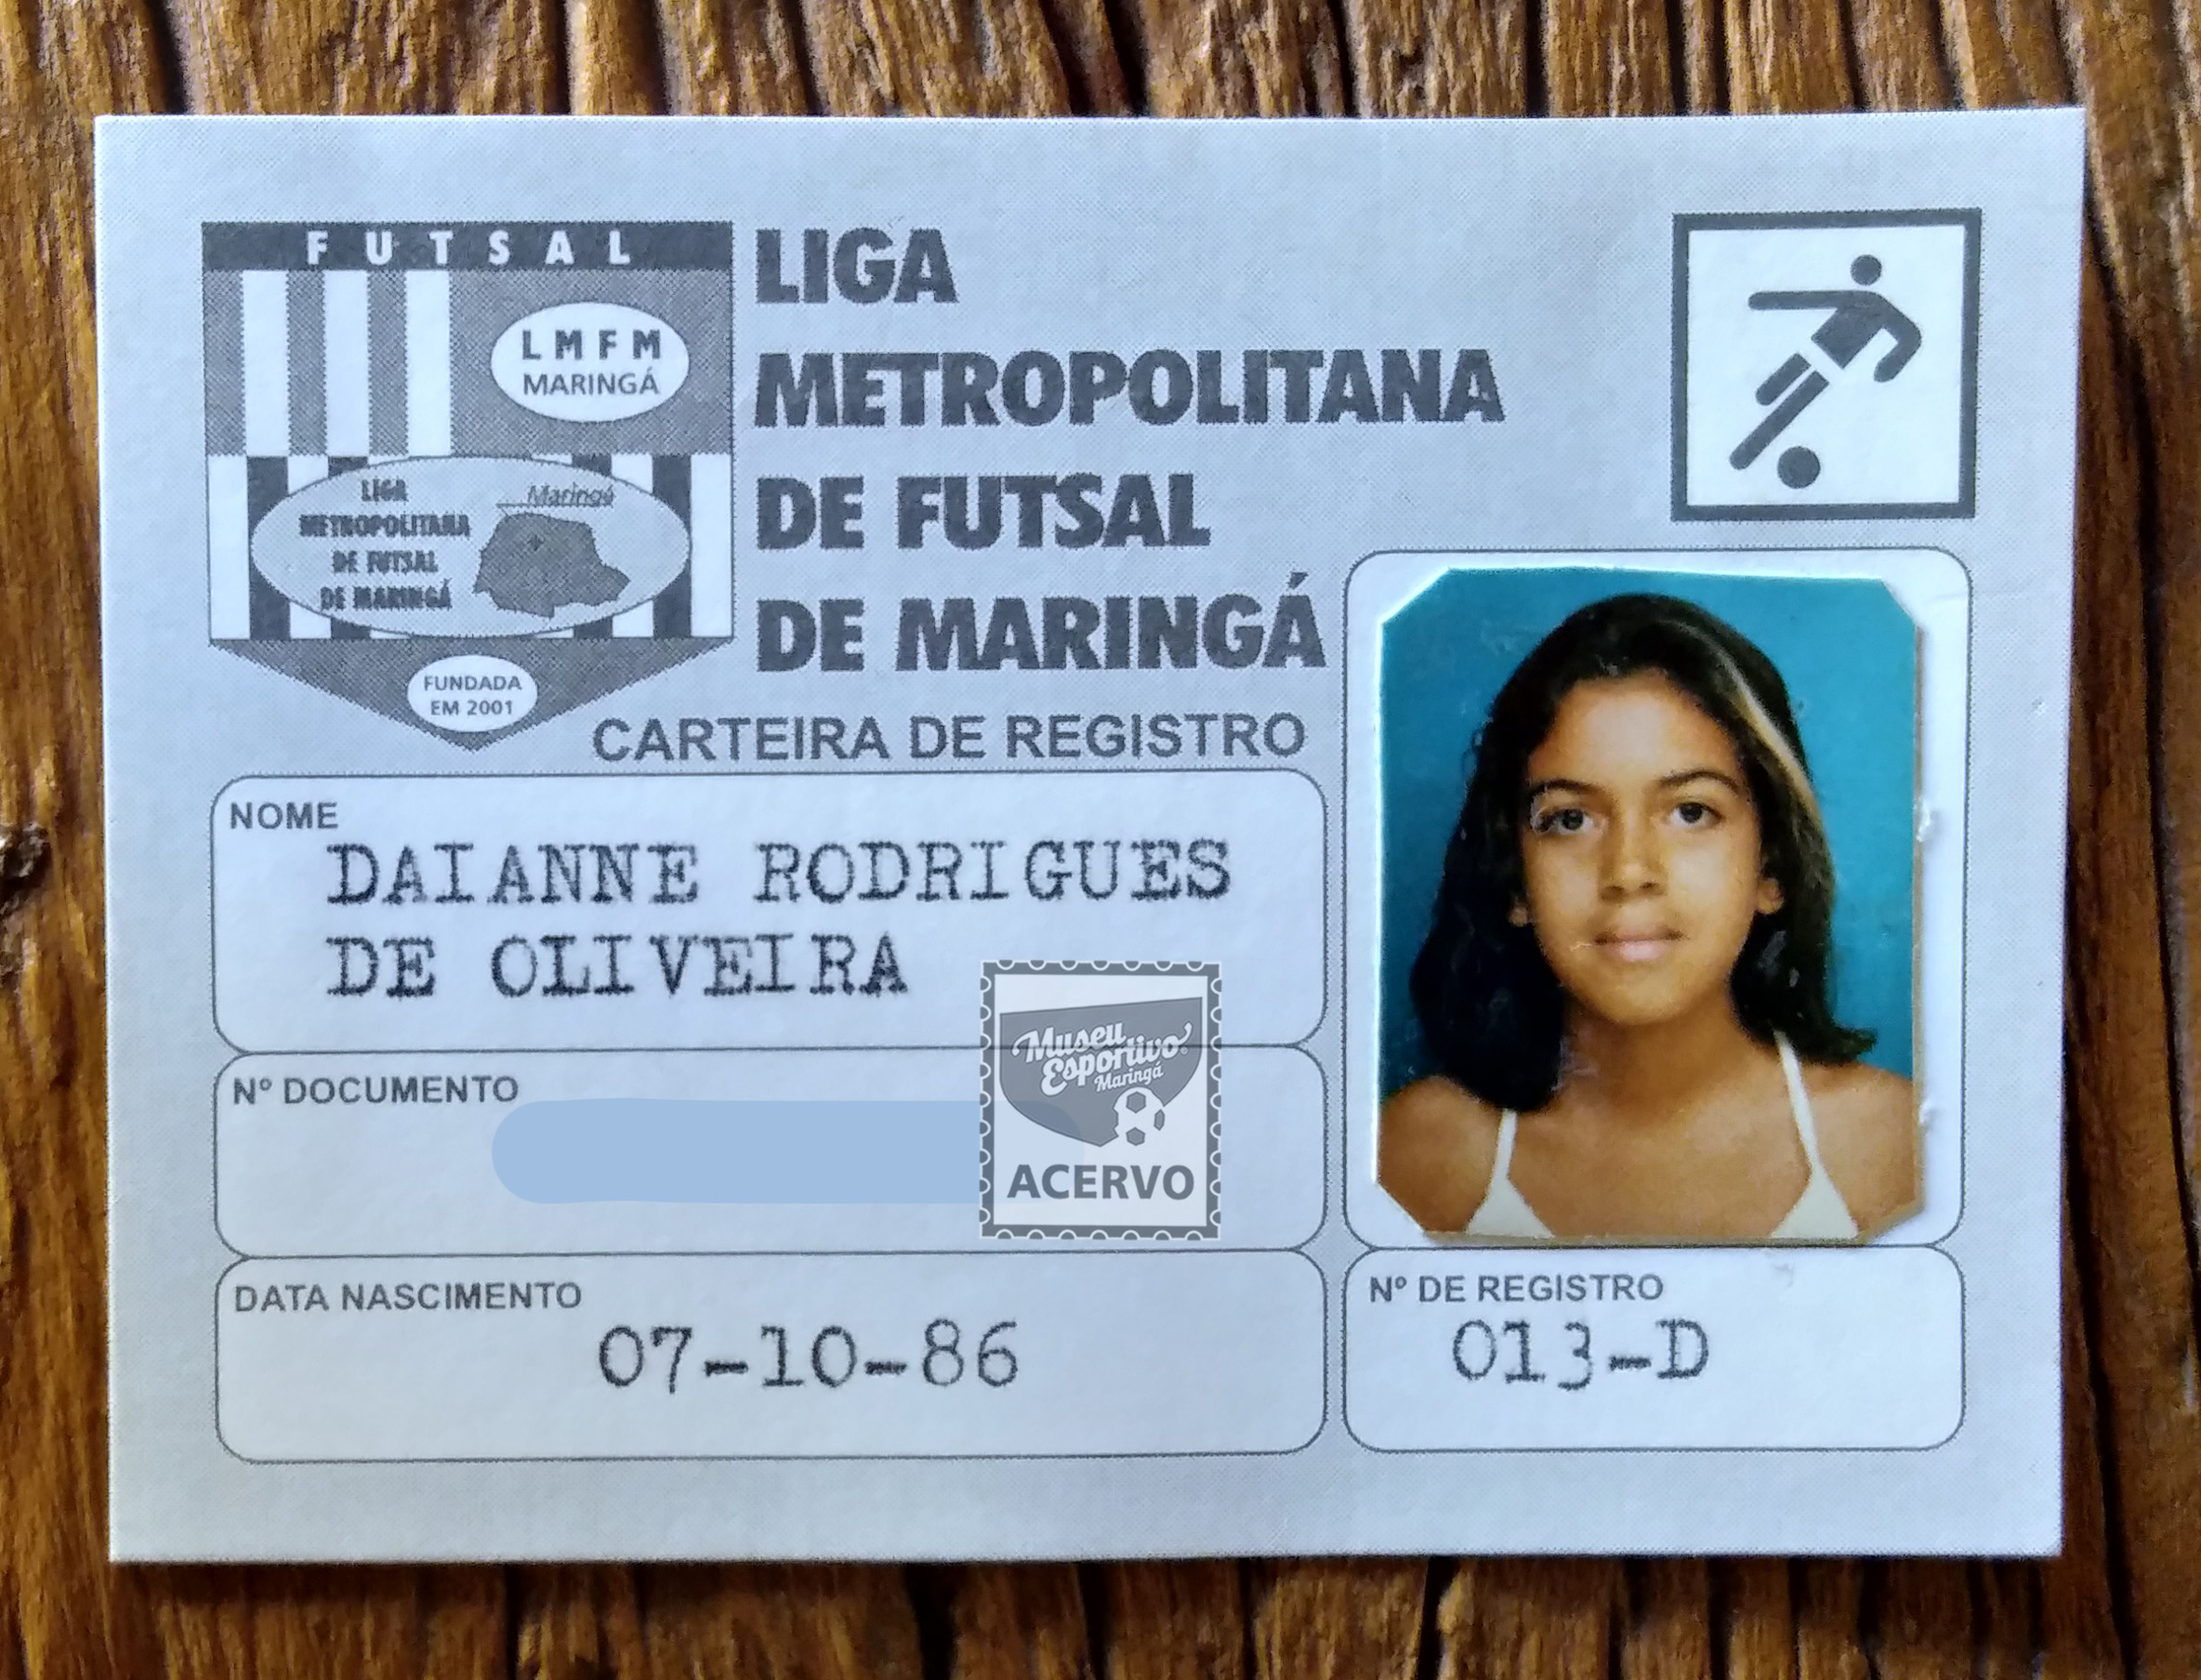 FUTSAL
LMFM
MARINGÁ
LIGA
METROPOLITANA
DE FUTSAL
DE MARINGÁ
Maringá
FUNDADA
EM 2001
LIGA
METROPOLITANA
DE FUTSAL
DE MARINGÁ
CARTEIRA DE REGISTRO
NOME
DAIANNE RODRIGUES
DE OLIVEIRA
Nº DOCUMENTO
Museu
Esportivo
Maringá
ACERVO
DATA NASCIMENTO
07-10-86
Nº DE REGISTRO
013-D